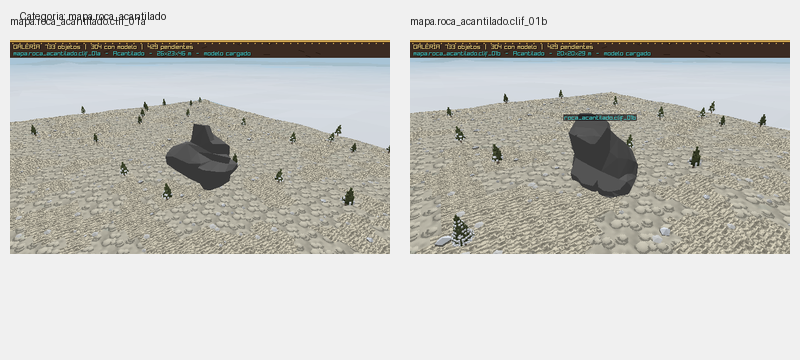 Categoria: mapa.roca_acantilado
mapa.roca_acantilado.clif_01a
mapa.roca_acantilado.clif_01b
GALERIA 733 objetos | 304 con modelo | 429 pendientes
mapa.roca_acantilado.clif_01a - Acantilado - 26x23x46 m - modelo cargado
GALERIA 733 objetos | 304 con modelo | 429 pendientes
mapa.roca_acantilado.clif_01b - Acantilado - 20x20x29 m - modelo cargado
roca_acantilado.clif_01b